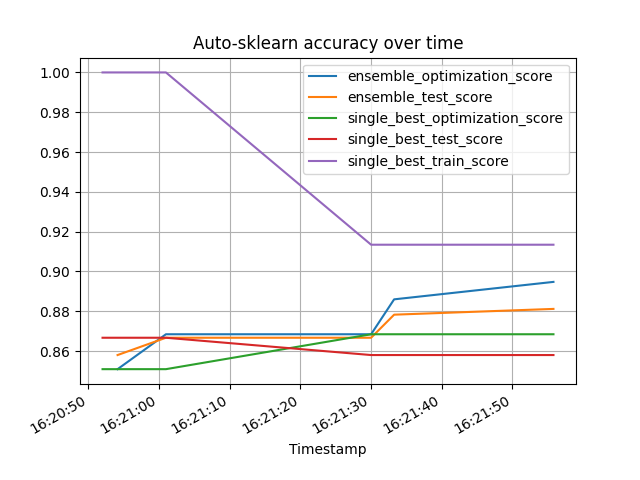 Auto-sklearn accuracy over time
1.00
0.98
0.96
0.94
0.92
0.90
0.88
0.86
ensemble_optimization_score
ensemble_test_score
single_best_optimization_score
single_best_test_score
single_best_train_score
16:20:50
16:21:00
16:21:10
16:21:20
16:21:30
16:21:40
16:21:50
Timestamp